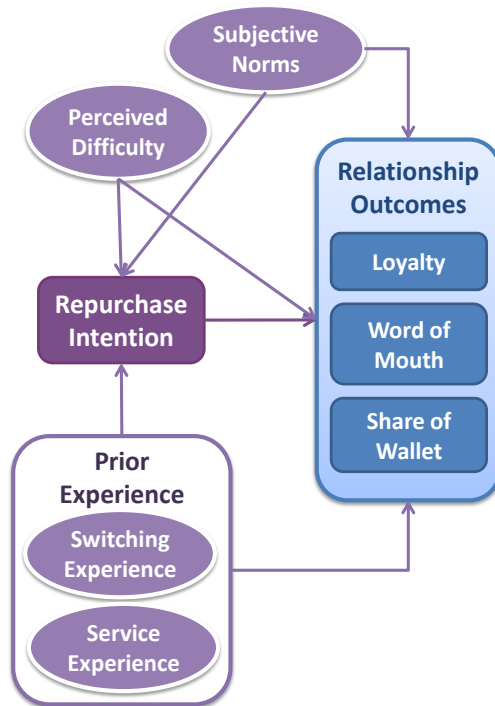 Subjective
Norms
Perceived
Difficulty
Relationship
Outcomes
Loyalty
Repurchase
Intention
Word of
Mouth
Share of
Wallet
Prior
Experience
Switching
Experience
Service
Experience